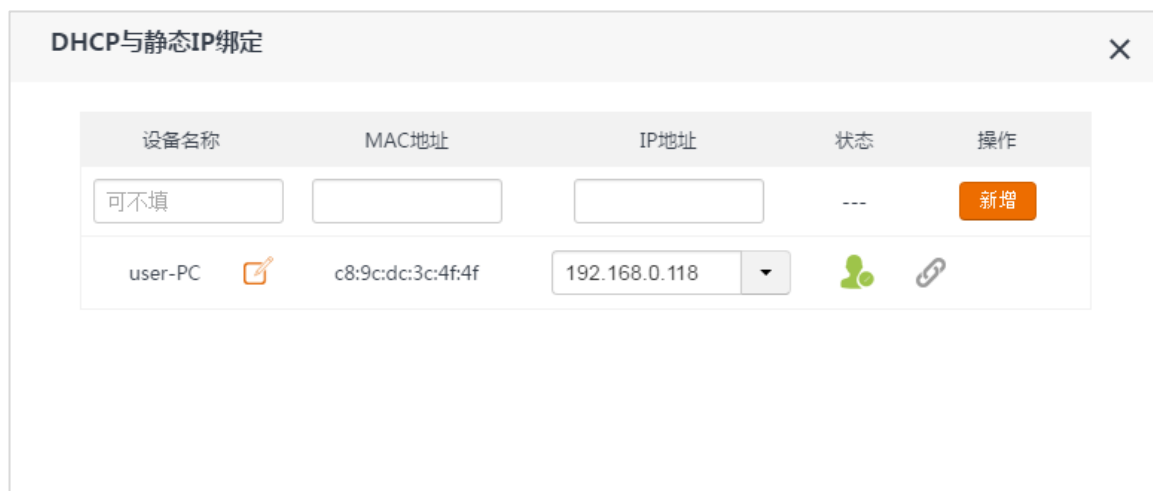 DHCP与静态IP绑定
设备名称 MAC地址 IP地址 状态 操作
可不填 --- 新增
user-PC c8:9c:dc:3c:4f:4f 192.168.0.118